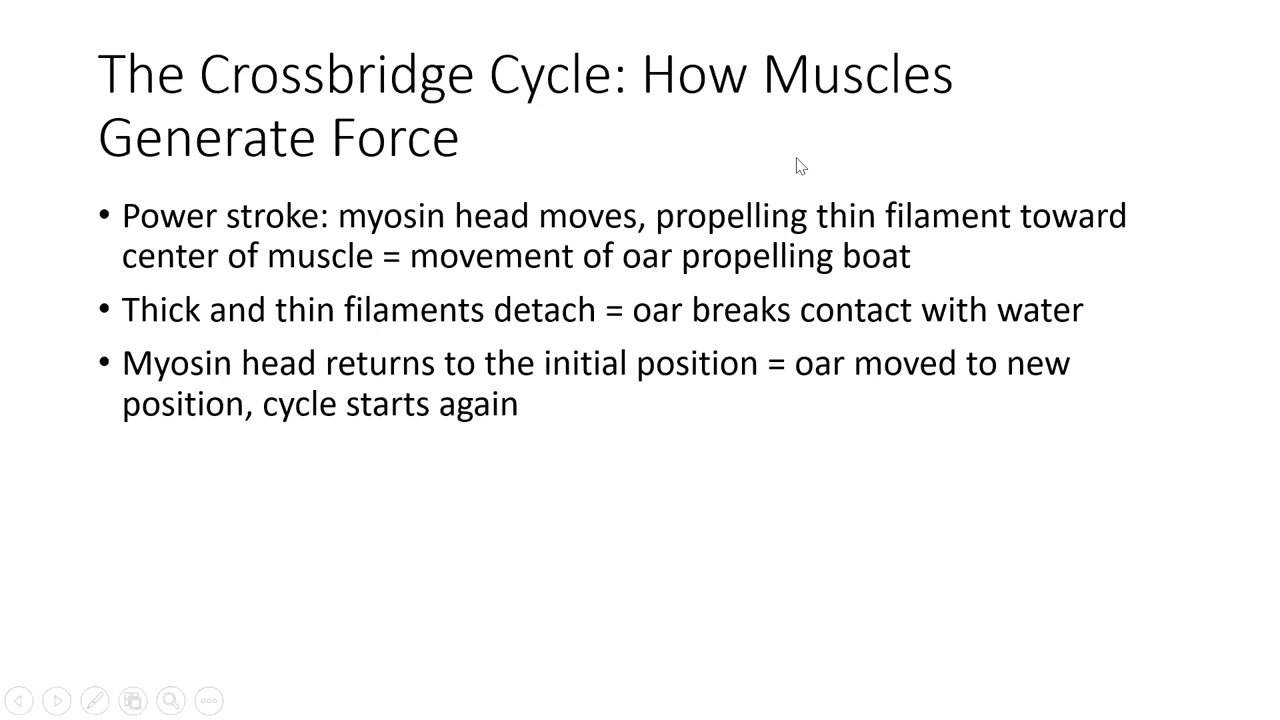 The Crossbridge Cycle: How Muscles
Generate Force
• Power stroke: myosin head moves, propelling thin filament toward
center of muscle = movement of oar propelling boat
• Thick and thin filaments detach = oar breaks contact with water
• Myosin head returns to the initial position = oar moved to new
position, cycle starts again